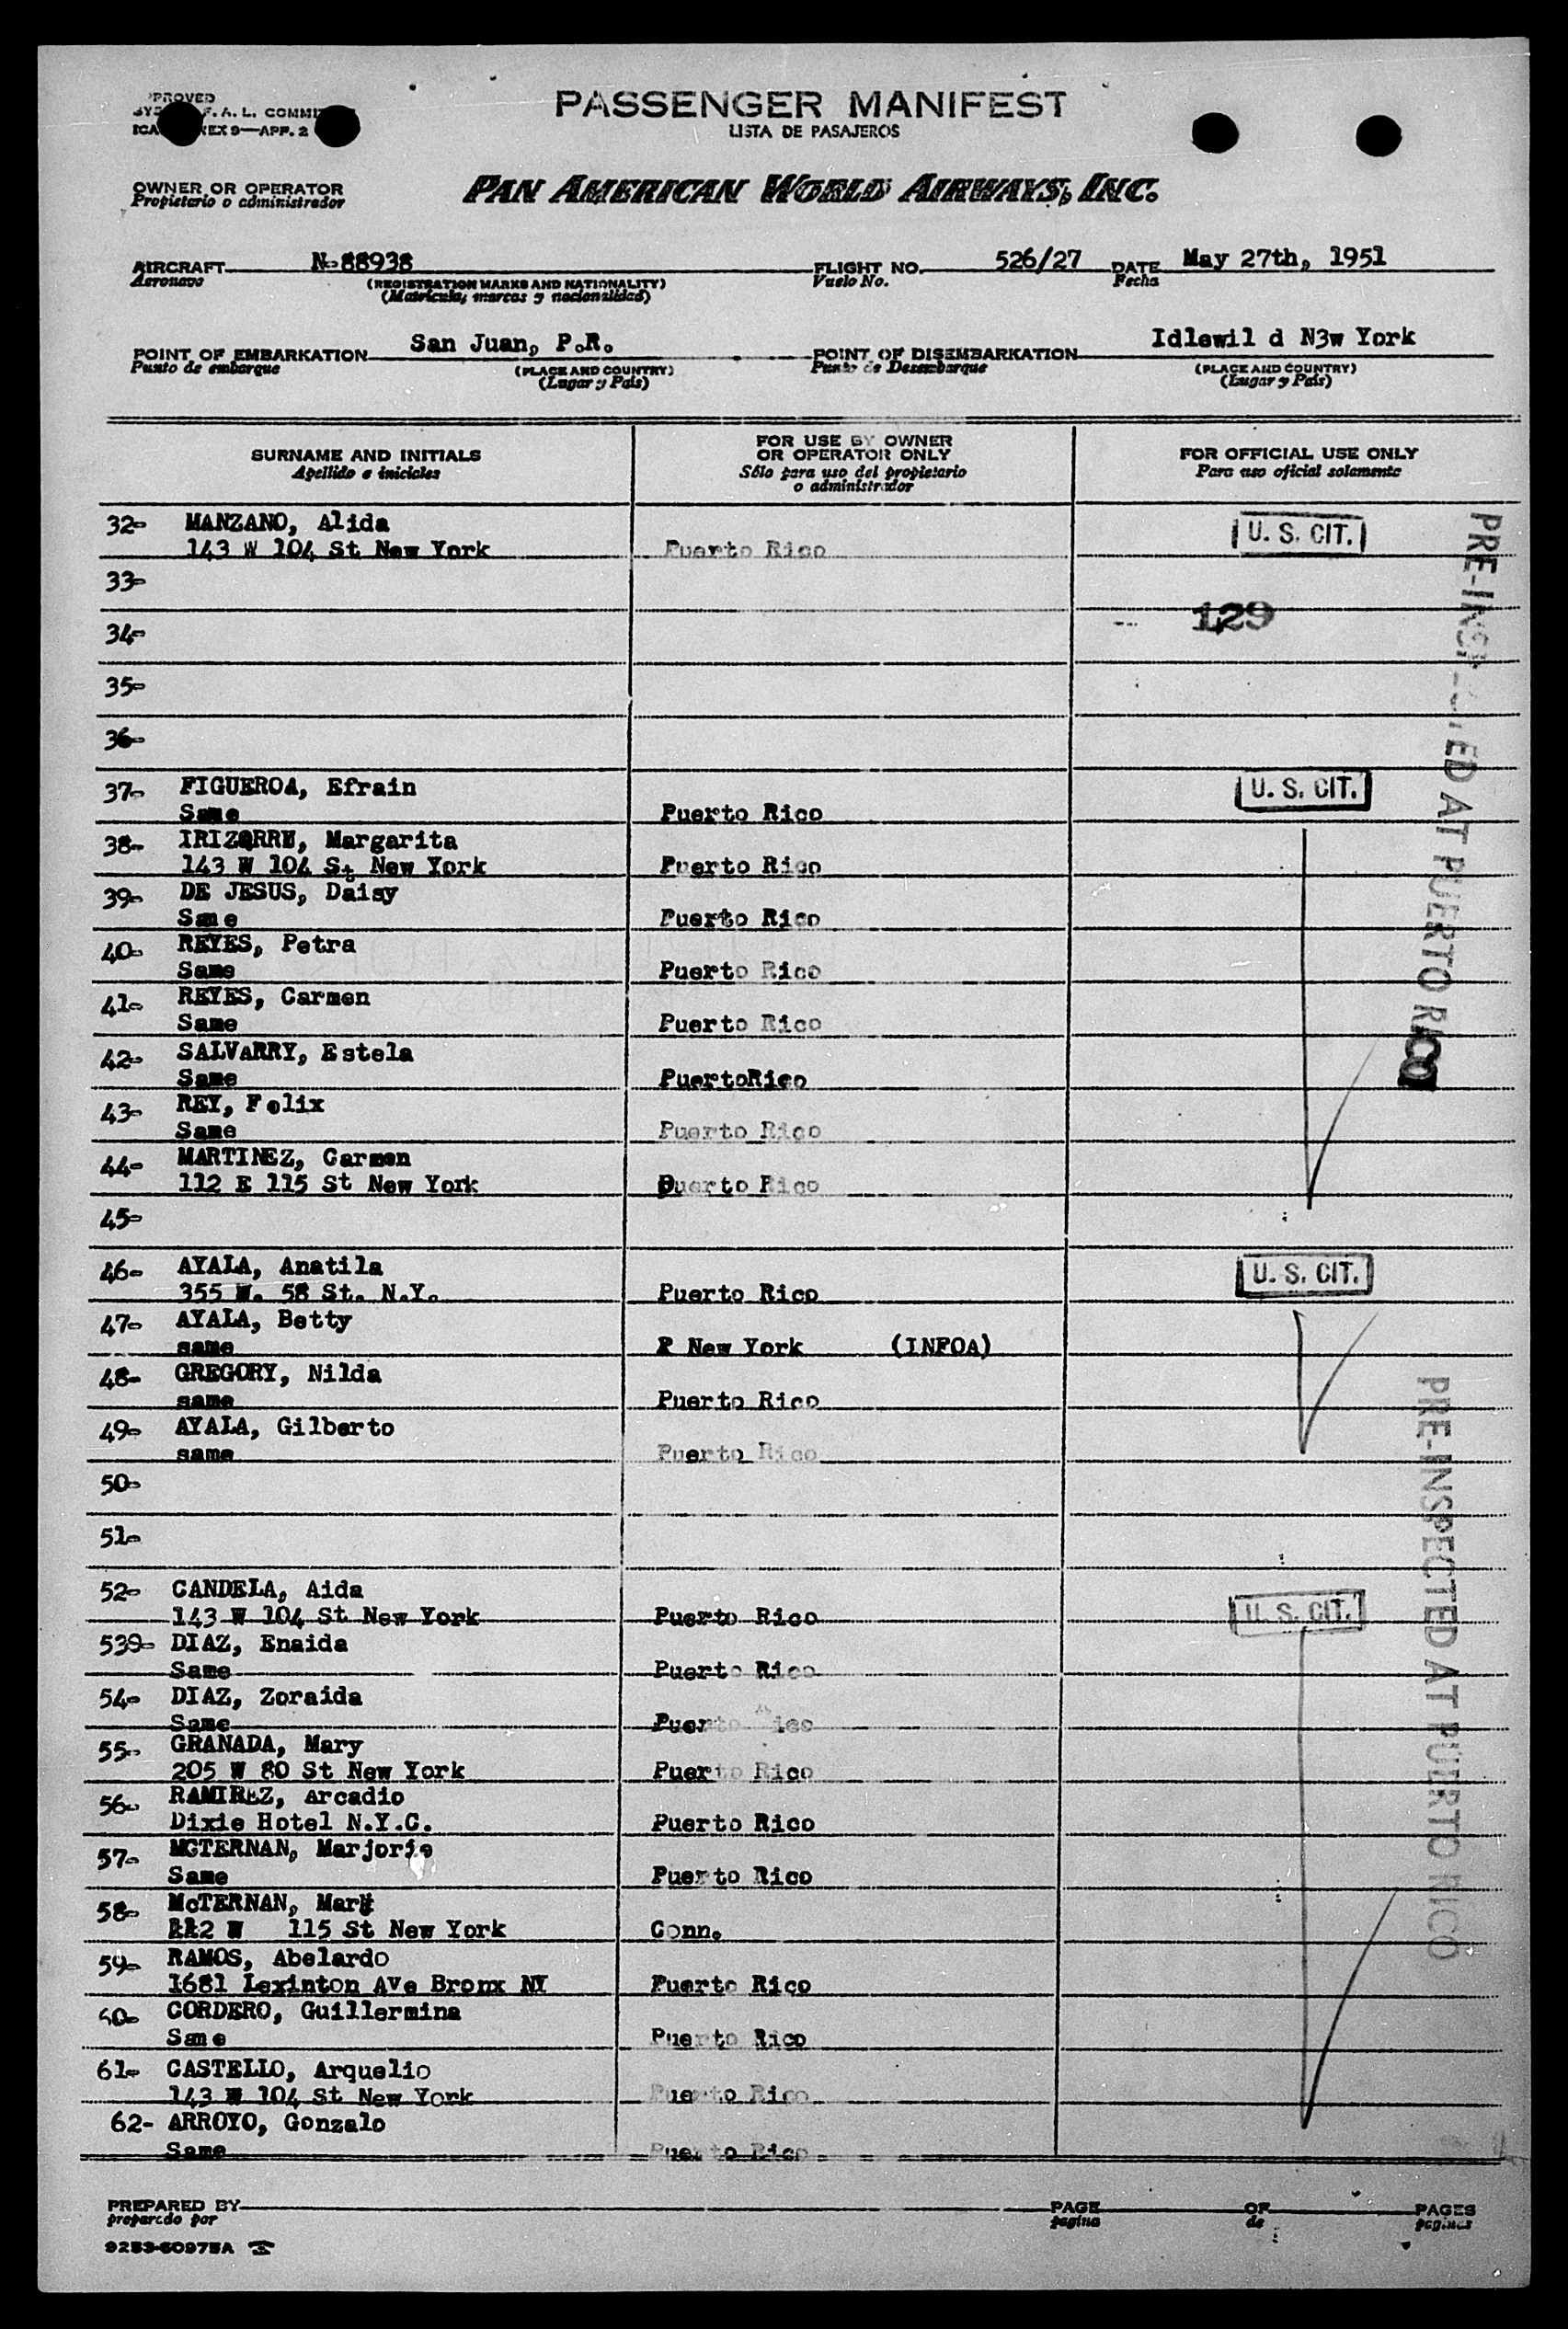 PASSENGER MANIFEST
LISTA DE PASAJEROS
OWNER OR OPERATOR
Propietario o administrador
PAN AMERICAN WORLD AIRWAYS, INC.
AIRCRAFT N-88938
Aeronave
(REGISTRATION MARKS AND NATIONALITY)
(Matricula, marcas y nacionalidad)
FLIGHT NO. 526/27
Vuelo No.
DATE May 27th, 1951
Fecha
POINT OF EMBARKATION San Juan, P.R.
Punto de embarque
(PLACE AND COUNTRY)
(Lugar y País)
POINT OF DISEMBARKATION Idlewil d N3w York
Punto de Desembarque
(PLACE AND COUNTRY)
(Lugar y País)
SURNAME AND INITIALS
Apellido e iniciales
FOR USE BY OWNER
OR OPERATOR ONLY
Sólo para uso del propietario
o administrador
FOR OFFICIAL USE ONLY
Para uso oficial solamente
32- MANZANO, Alida U. S. CIT.
143 W 104 St New York Puerto Rico
33-
129
34-
35-
36-
37- FIGUEROA, Efrain U. S. CIT.
Same Puerto Rico
38- Margarita
143 W 104 St New York Puerto Rico
39- DE JESUS, Daisy
Same Puerto Rico
40- REYES, Petra
Same Puerto Rico
41- REYES, Carmen
Same Puerto Rico
42- SALVARRY, Estela
Same PuertoRico
43- REY, Felix
Same Puerto Rico
44- MARTINEZ, Carmen
112 E 115 St New York Puerto Rico
45-
46- AYALA, Anatila U. S. CIT.
355 W. 58 St. N.Y. Puerto Rico
47- AYALA, Betty
same New York (INFOA)
48- GREGORY, Nilda
same Puerto Rico
49- AYALA, Gilberto
same Puerto Rico
50-
51-
52- CANDELA, Aida U. S. CIT.
143 W 104 St New York Puerto Rico
539- DIAZ, Enaida
Same Puerto Rico
54- DIAZ, Zoraida
Same Puerto Rico
55- GRANADA, Mary
205 W 80 St New York Puerto Rico
56- RAMIREZ, Arcadio
Dixie Hotel N.Y.C. Puerto Rico
57- MCTERNAN, Marjorie
Same Puerto Rico
58- McTERNAN,
W 115 St New York Conn.
59- RAMOS, Abelardo
1681 Lexinton AVe Bronx NY Puerto Rico
60- CORDERO, Guillermina
Same Puerto Rico
61- CASTELLO, Arquelio
143 W 104 St New York Puerto Rico
62- ARROYO, Gonzalo
Same Puerto Rico
PRE-INSPECTED AT PUERTO RICO
PRE-INSPECTED AT PUERTO RICO
PREPARED BY
preparado por
PAGE OF PAGES
pagina de paginas
9253-60975A